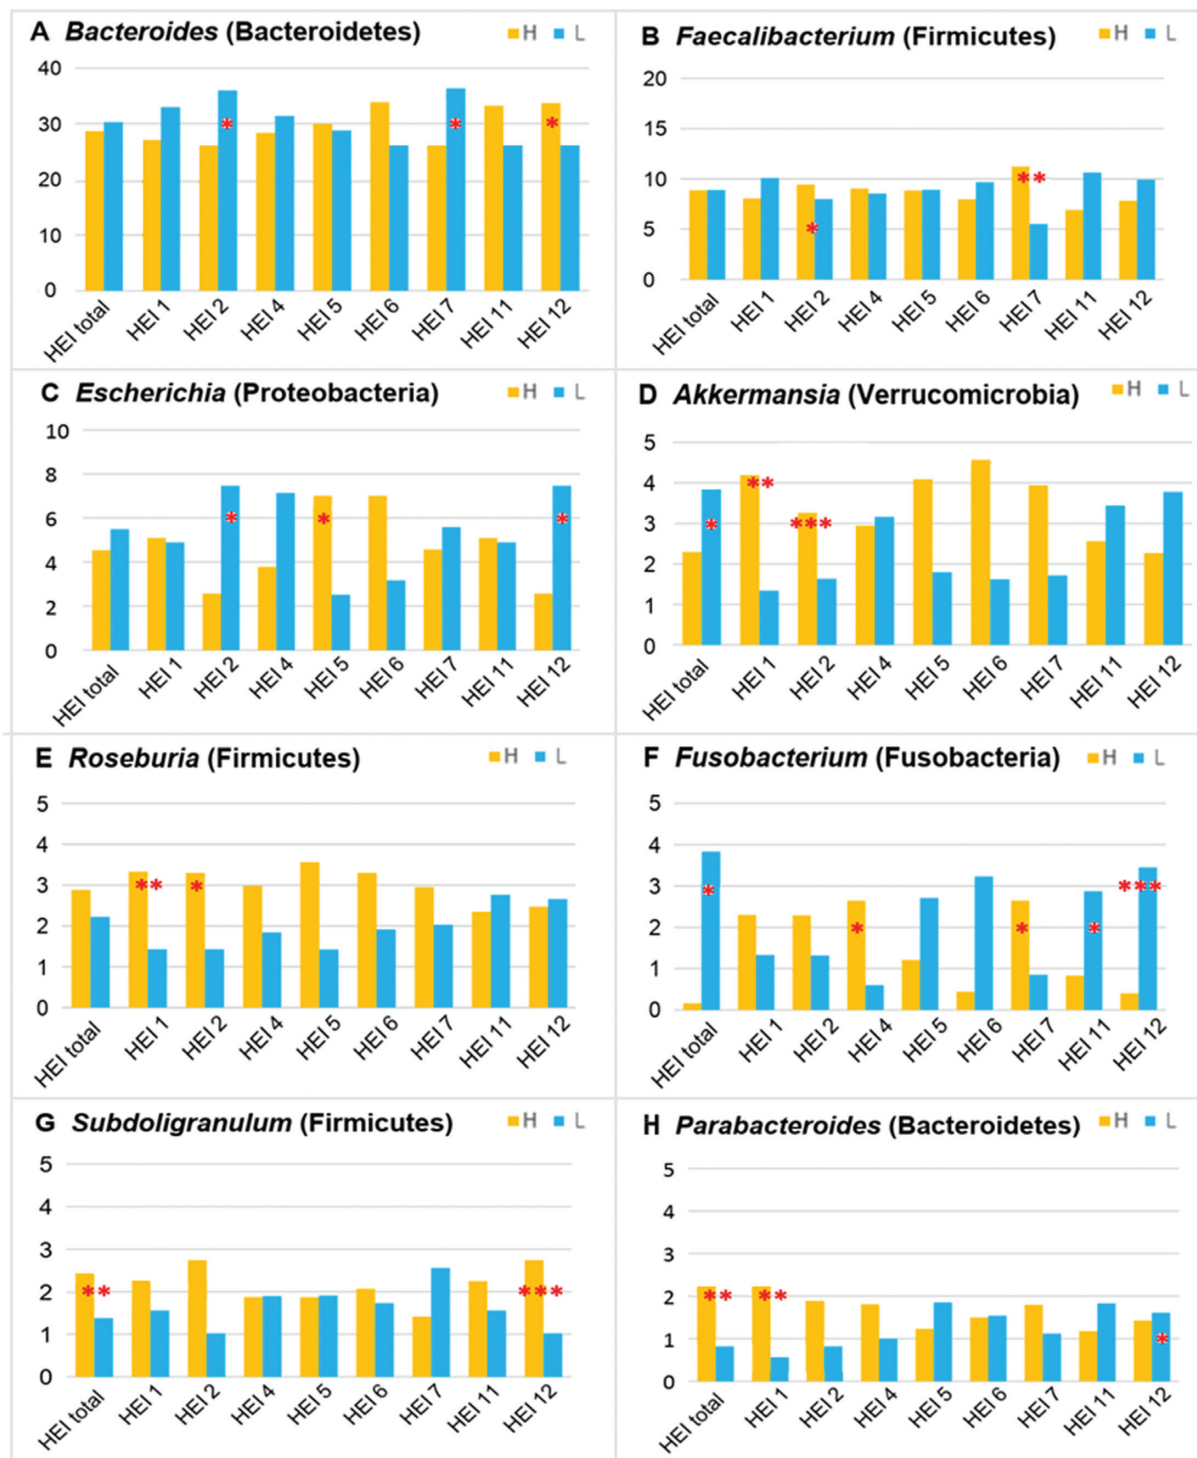 A Bacteroides (Bacteroidetes) H L
40
30
20
10
0
HEI total HEI 1 HEI 2 HEI 4 HEI 5 HEI 6 HEI 7 HEI 11 HEI 12
* * *
B Faecalibacterium (Firmicutes) H L
20
15
10
5
0
HEI total HEI 1 HEI 2 HEI 4 HEI 5 HEI 6 HEI 7 HEI 11 HEI 12
* **
C Escherichia (Proteobacteria) H L
10
8
6
4
2
0
HEI total HEI 1 HEI 2 HEI 4 HEI 5 HEI 6 HEI 7 HEI 11 HEI 12
* * *
D Akkermansia (Verrucomicrobia) H L
5
4
3
2
1
0
HEI total HEI 1 HEI 2 HEI 4 HEI 5 HEI 6 HEI 7 HEI 11 HEI 12
* ** ***
E Roseburia (Firmicutes) H L
5
4
3
2
1
0
HEI total HEI 1 HEI 2 HEI 4 HEI 5 HEI 6 HEI 7 HEI 11 HEI 12
** *
F Fusobacterium (Fusobacteria) H L
5
4
3
2
1
0
HEI total HEI 1 HEI 2 HEI 4 HEI 5 HEI 6 HEI 7 HEI 11 HEI 12
* * * * ***
G Subdoligranulum (Firmicutes) H L
5
4
3
2
1
0
HEI total HEI 1 HEI 2 HEI 4 HEI 5 HEI 6 HEI 7 HEI 11 HEI 12
** ***
H Parabacteroides (Bacteroidetes) H L
5
4
3
2
1
0
HEI total HEI 1 HEI 2 HEI 4 HEI 5 HEI 6 HEI 7 HEI 11 HEI 12
** ** *